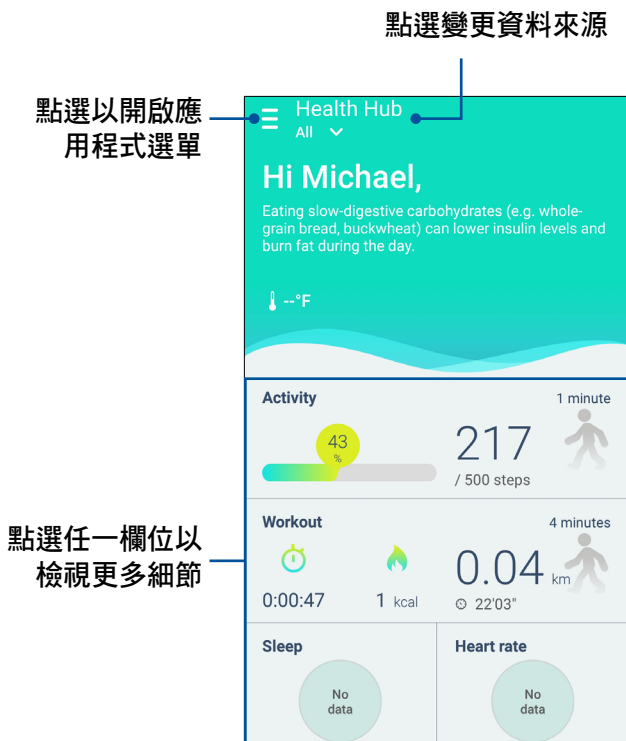 點選變更資料來源
點選以開啟應
用程式選單
Health Hub
All
Hi Michael,
Eating slow-digestive carbohydrates (e.g. whole-
grain bread, buckwheat) can lower insulin levels and
burn fat during the day.
--°F
Activity
1 minute
43
%
217
/ 500 steps
點選任一欄位以
檢視更多細節
Workout
4 minutes
0:00:47
1 kcal
0.04 km
22'03"
Sleep
Heart rate
No
data
No
data